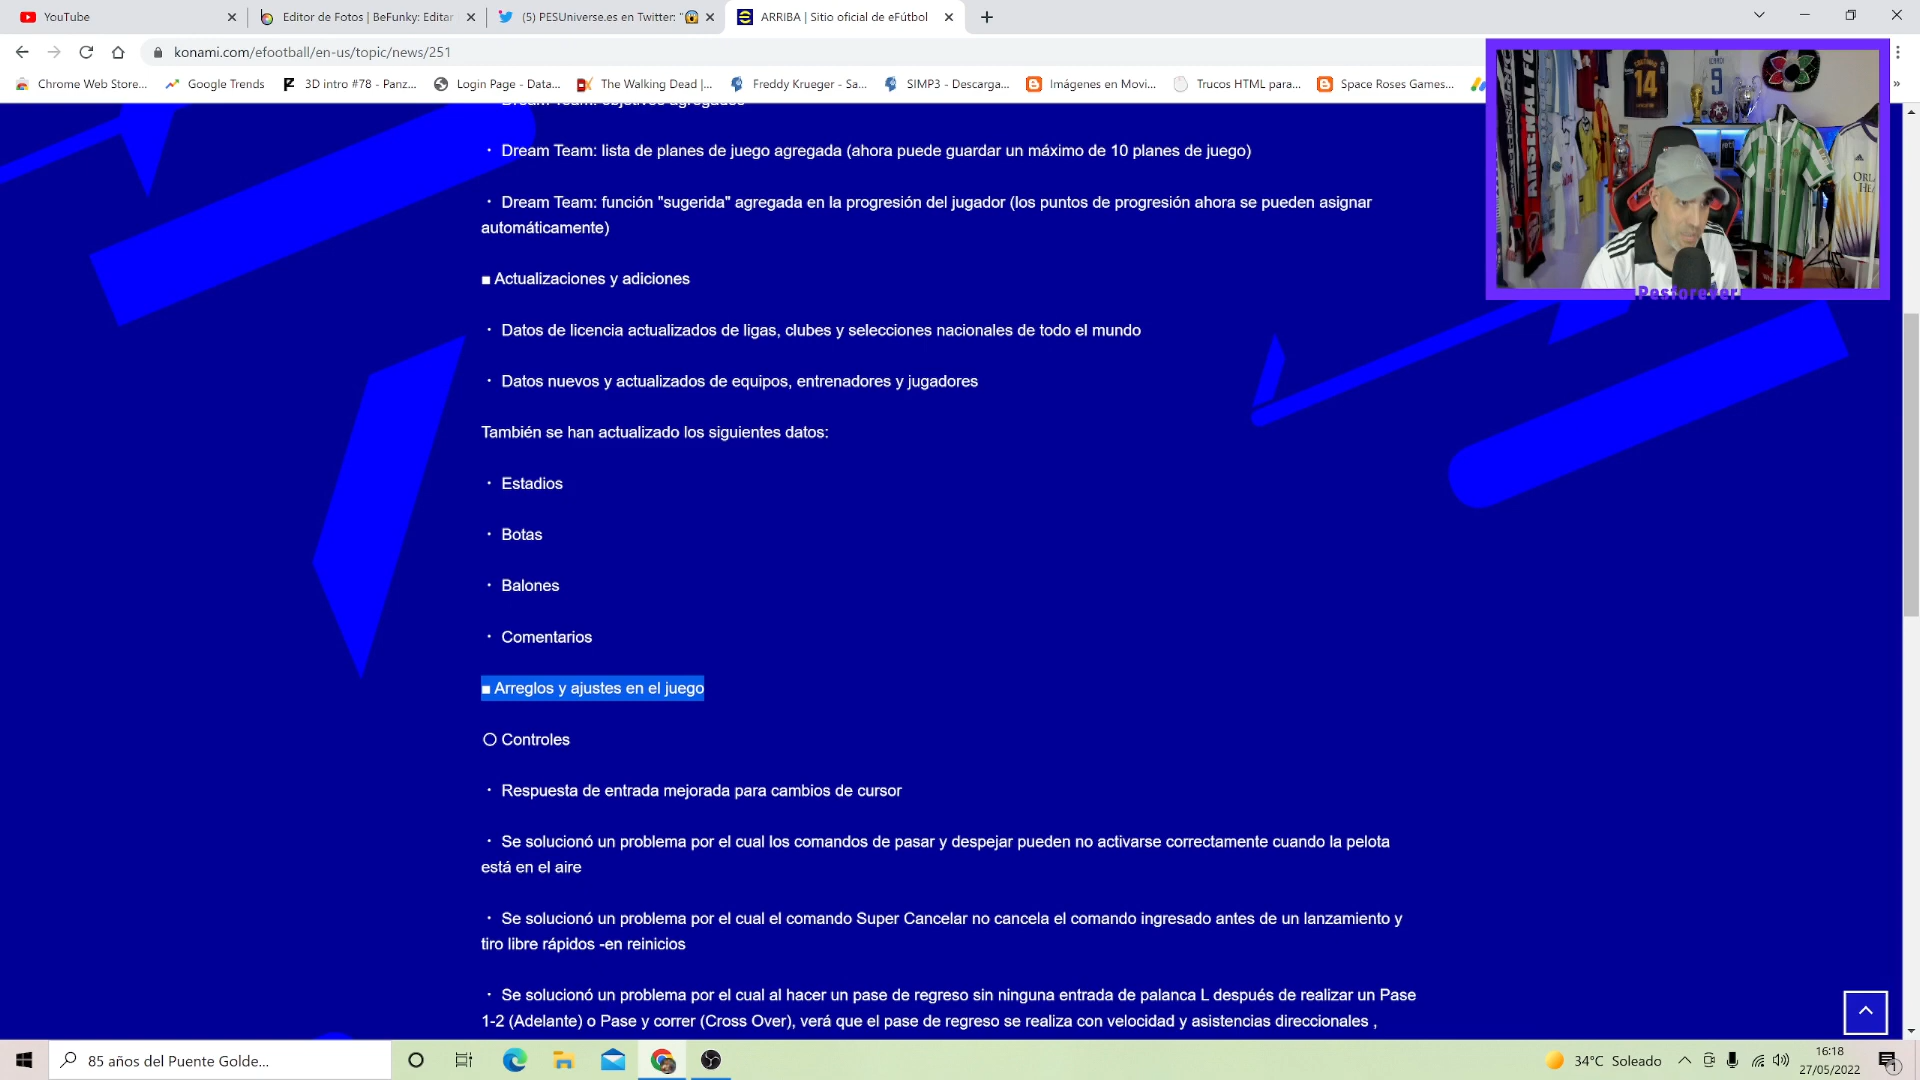 YouTube
Editor de Fotos | BeFunky: Editar
(5) PESUniverse.es en Twitter: "😱
ARRIBA | Sitio oficial de eFútbol
konami.com/efootball/en-us/topic/news/251
Chrome Web Store...
Google Trends
3D intro #78 - Panz...
Login Page - Data...
The Walking Dead |...
Freddy Krueger - Sa...
SIMP3 - Descarga...
Imágenes en Movi...
Trucos HTML para...
Space Roses Games...
»
Dream Team: objetivos agregados
・ Dream Team: lista de planes de juego agregada (ahora puede guardar un máximo de 10 planes de juego)
・ Dream Team: función "sugerida" agregada en la progresión del jugador (los puntos de progresión ahora se pueden asignar
automáticamente)
■ Actualizaciones y adiciones
・ Datos de licencia actualizados de ligas, clubes y selecciones nacionales de todo el mundo
・ Datos nuevos y actualizados de equipos, entrenadores y jugadores
También se han actualizado los siguientes datos:
・ Estadios
・ Botas
・ Balones
・ Comentarios
■ Arreglos y ajustes en el juego
〇 Controles
・ Respuesta de entrada mejorada para cambios de cursor
・ Se solucionó un problema por el cual los comandos de pasar y despejar pueden no activarse correctamente cuando la pelota
está en el aire
・ Se solucionó un problema por el cual el comando Super Cancelar no cancela el comando ingresado antes de un lanzamiento y
tiro libre rápidos -en reinicios
・ Se solucionó un problema por el cual al hacer un pase de regreso sin ninguna entrada de palanca L después de realizar un Pase
1-2 (Adelante) o Pase y correr (Cross Over), verá que el pase de regreso se realiza con velocidad y asistencias direccionales ,
14
9
ORL
Pesforever
85 años del Puente Golde...
34°C Soleado
16:18
27/05/2022
1